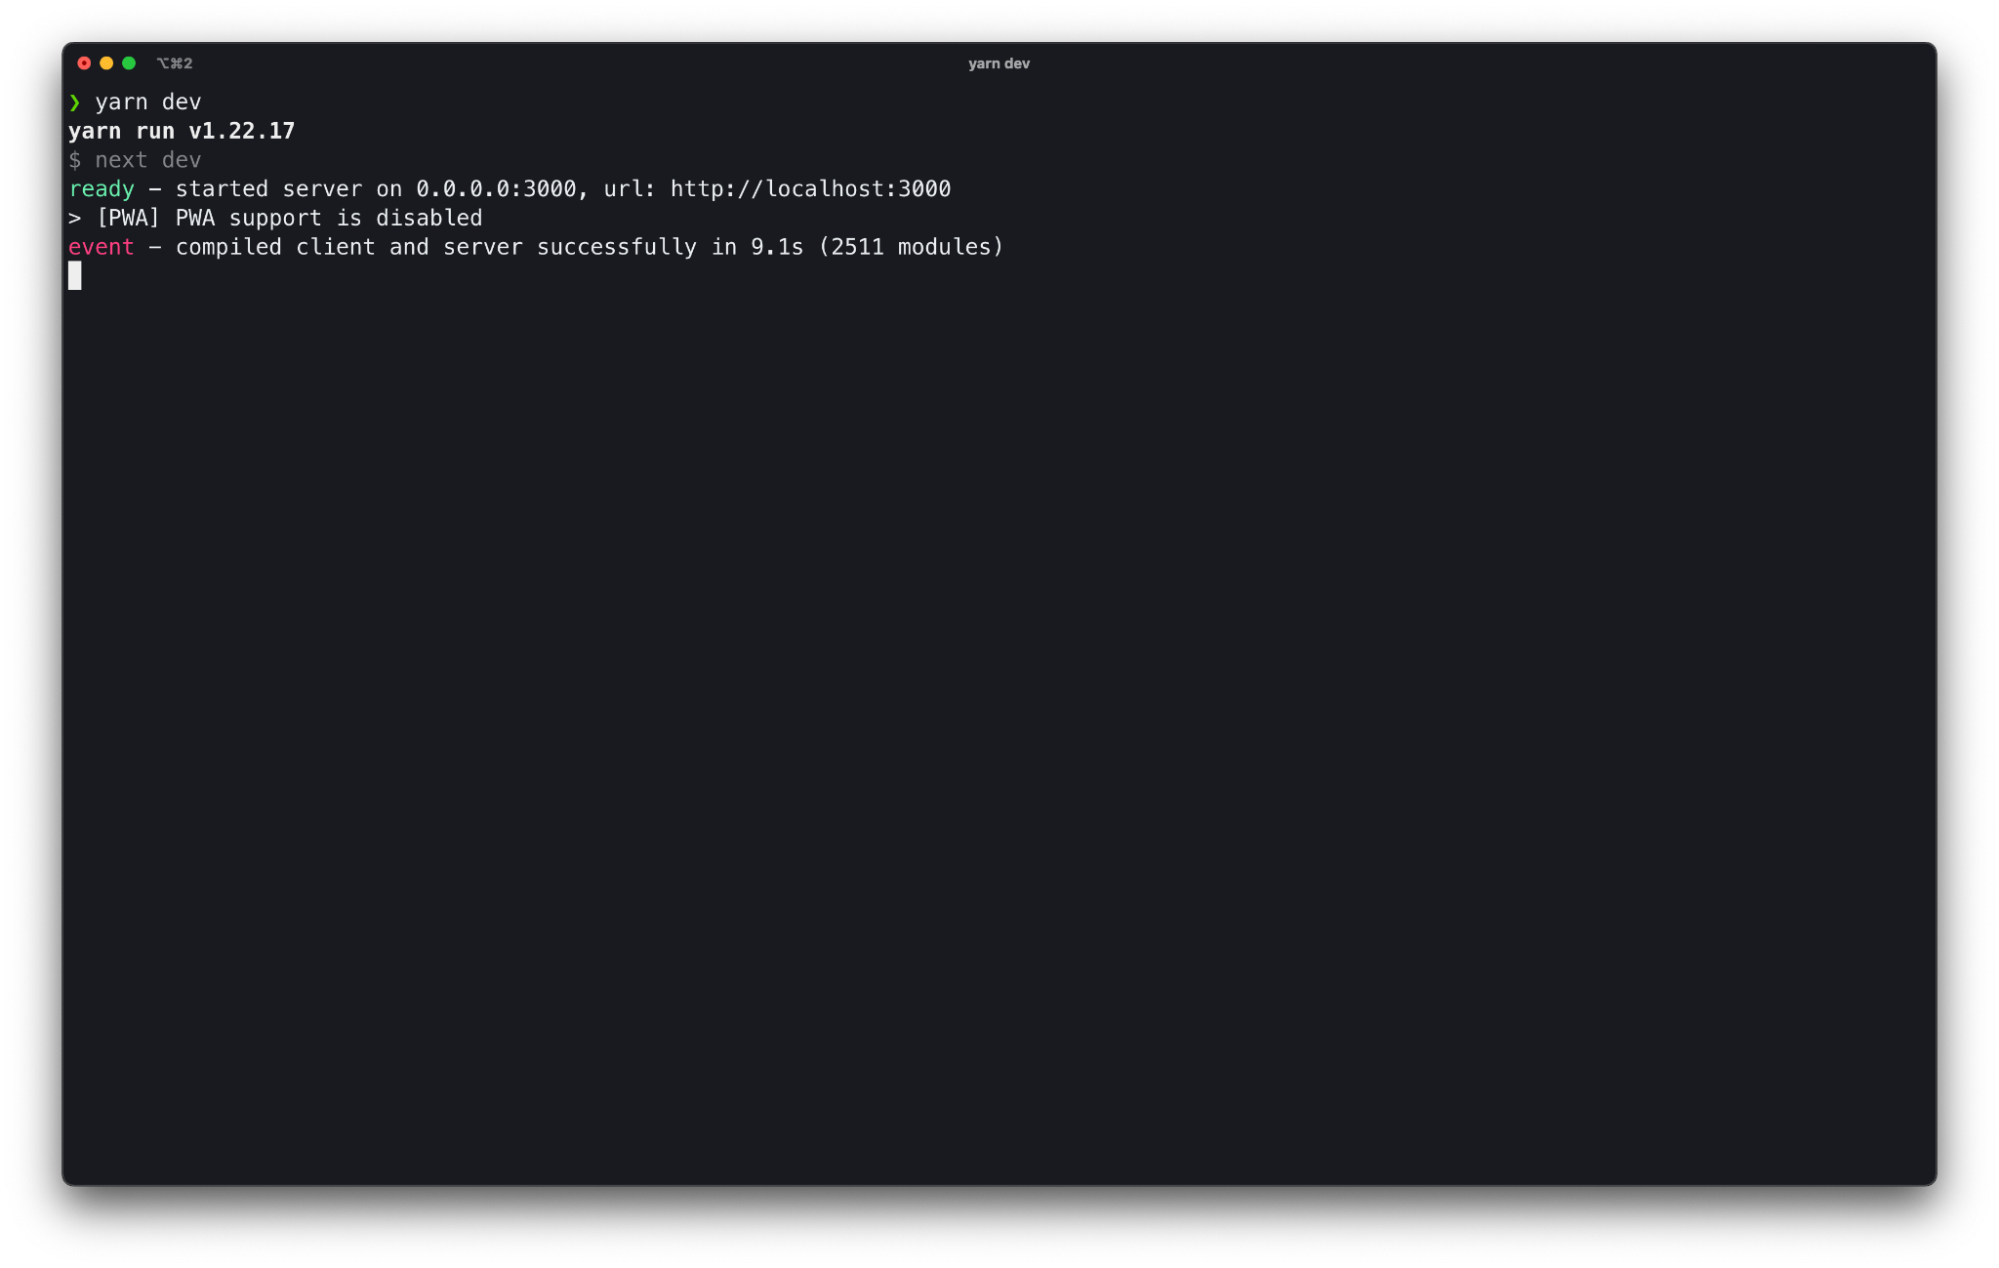 ⌥⌘2
yarn dev
❯ yarn dev
yarn run v1.22.17
$ next dev
ready - started server on 0.0.0.0:3000, url: http://localhost:3000
> [PWA] PWA support is disabled
event - compiled client and server successfully in 9.1s (2511 modules)